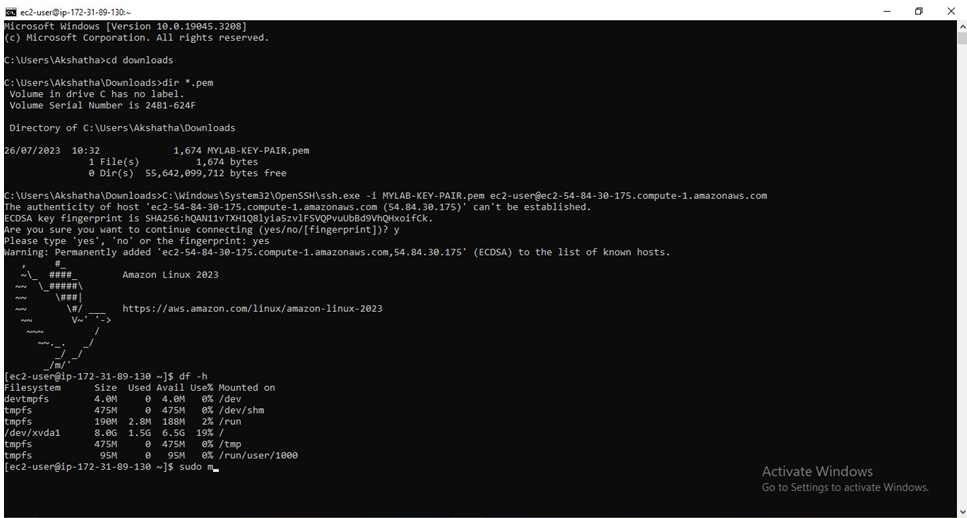 ec2-user@ip-172-31-89-130:~
Microsoft Windows [Version 10.0.19045.3208]
(c) Microsoft Corporation. All rights reserved.
C:\Users\Akshatha>cd downloads
C:\Users\Akshatha\Downloads>dir *.pem
 Volume in drive C has no label.
 Volume Serial Number is 24B1-624F
 Directory of C:\Users\Akshatha\Downloads
26/07/2023  10:32             1,674 MYLAB-KEY-PAIR.pem
               1 File(s)          1,674 bytes
               0 Dir(s)  55,642,099,712 bytes free
C:\Users\Akshatha\Downloads>C:\Windows\System32\OpenSSH\ssh.exe -i MYLAB-KEY-PAIR.pem ec2-user@ec2-54-84-30-175.compute-1.amazonaws.com
The authenticity of host 'ec2-54-84-30-175.compute-1.amazonaws.com (54.84.30.175)' can't be established.
ECDSA key fingerprint is SHA256:hQAN11vTXH1Q8lyia5zvlFSVQPvuUbBd9VhQHxoifCk.
Are you sure you want to continue connecting (yes/no/[fingerprint])? y
Please type 'yes', 'no' or the fingerprint: yes
Warning: Permanently added 'ec2-54-84-30-175.compute-1.amazonaws.com,54.84.30.175' (ECDSA) to the list of known hosts.
   ,     #_
   ~\_  ####_        Amazon Linux 2023
  ~~  \_#####\
  ~~     \###|
  ~~       \#/ ___   https://aws.amazon.com/linux/amazon-linux-2023
   ~~       V~' '->
    ~~~         /
      ~~._.   _/
         _/ _/
       _/m/'
[ec2-user@ip-172-31-89-130 ~]$ df -h
Filesystem      Size  Used Avail Use% Mounted on
devtmpfs        4.0M     0  4.0M   0% /dev
tmpfs           475M     0  475M   0% /dev/shm
tmpfs           190M  2.8M  188M   2% /run
/dev/xvda1      8.0G  1.5G  6.5G  19% /
tmpfs           475M     0  475M   0% /tmp
tmpfs            95M     0   95M   0% /run/user/1000
[ec2-user@ip-172-31-89-130 ~]$ sudo m_
Activate Windows
Go to Settings to activate Windows.